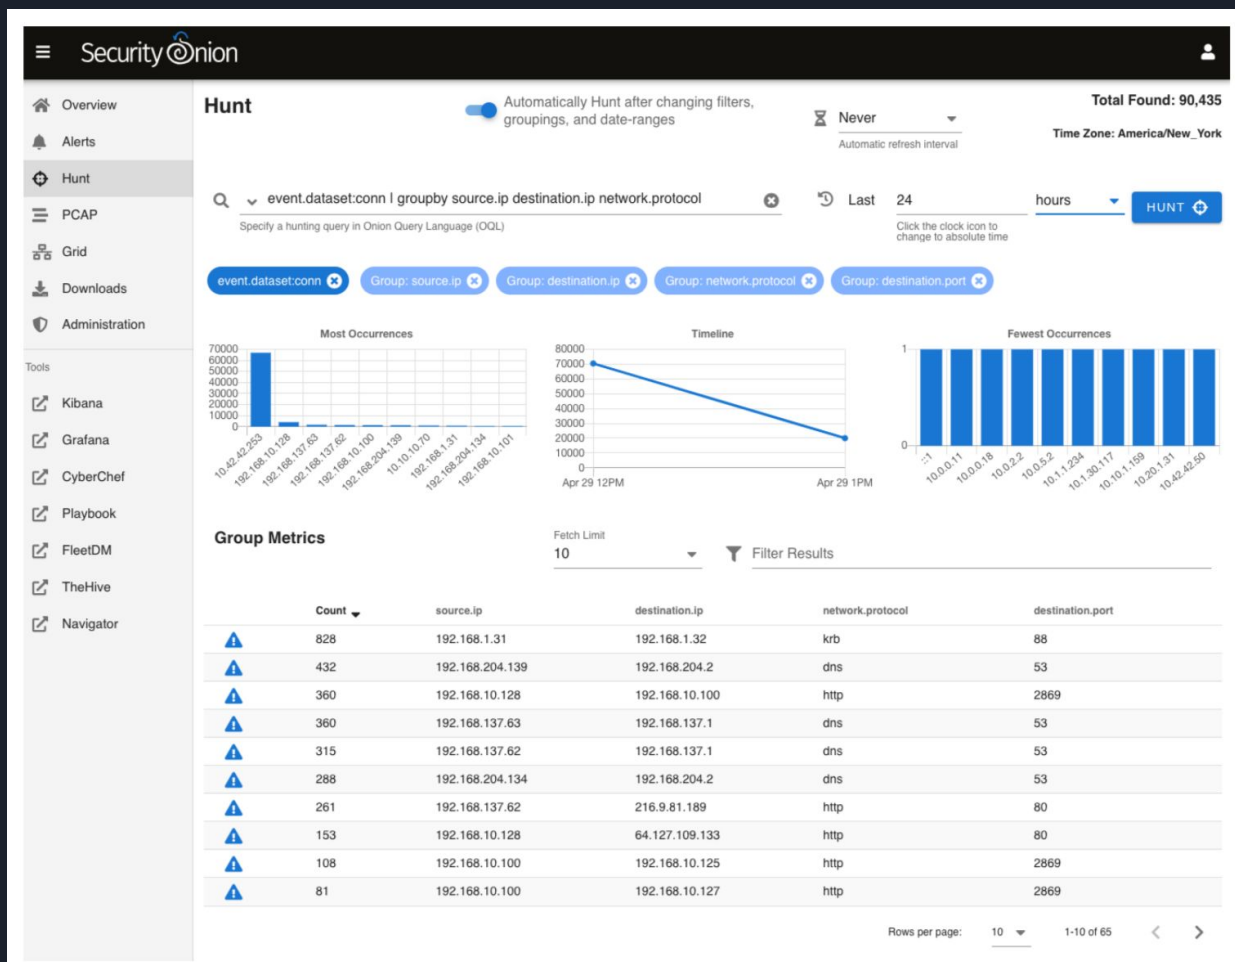 Security Onion
Overview
Alerts
Hunt
PCAP
Grid
Downloads
Administration
Tools
Kibana
Grafana
CyberChef
Playbook
FleetDM
TheHive
Navigator
Hunt
Automatically Hunt after changing filters,
groupings, and date-ranges
Never
Automatic refresh interval
Total Found: 90,435
Time Zone: America/New_York
event.dataset:conn | groupby source.ip destination.ip network.protocol
Specify a hunting query in Onion Query Language (OQL)
Last 24 hours
Click the clock icon to
change to absolute time
HUNT
event.dataset:conn Group: source.ip Group: destination.ip Group: network.protocol Group: destination.port
Most Occurrences
70000
60000
50000
40000
30000
20000
10000
0
10.42.42.253
192.168.10.128
192.168.137.63
192.168.137.62
192.168.10.100
192.168.204.139
10.10.10.70
192.168.1.31
192.168.204.134
192.168.10.101
Timeline
80000
70000
60000
50000
40000
30000
20000
10000
0
Apr 29 12PM Apr 29 1PM
Fewest Occurrences
1
0
::1
10.0.0.11
10.0.0.18
10.0.2.2
10.0.5.2
10.1.1.234
10.1.30.117
10.10.1.159
10.20.1.31
10.42.42.50
Group Metrics
Fetch Limit
10
Filter Results
Count source.ip destination.ip network.protocol destination.port
828 192.168.1.31 192.168.1.32 krb 88
432 192.168.204.139 192.168.204.2 dns 53
360 192.168.10.128 192.168.10.100 http 2869
360 192.168.137.63 192.168.137.1 dns 53
315 192.168.137.62 192.168.137.1 dns 53
288 192.168.204.134 192.168.204.2 dns 53
261 192.168.137.62 216.9.81.189 http 80
153 192.168.10.128 64.127.109.133 http 80
108 192.168.10.100 192.168.10.125 http 2869
81 192.168.10.100 192.168.10.127 http 2869
Rows per page: 10 1-10 of 65